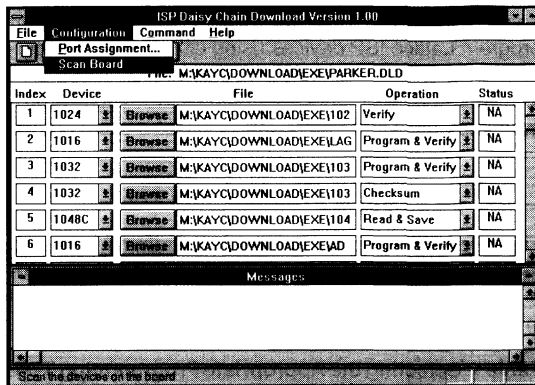 ISP Daisy Chain Download Version 1.00
File Configuration Command Help
Port Assignment...
Scan Board
File: M:\KAYC\DOWNLOAD\EXE\PARKER.DLD
Index Device File Operation Status
1 1024 Browse M:\KAYC\DOWNLOAD\EXE\102 Verify NA
2 1016 Browse M:\KAYC\DOWNLOAD\EXE\LAG Program & Verify NA
3 1032 Browse M:\KAYC\DOWNLOAD\EXE\103 Program & Verify NA
4 1032 Browse M:\KAYC\DOWNLOAD\EXE\103 Checksum NA
5 1048C Browse M:\KAYC\DOWNLOAD\EXE\104 Read & Save NA
6 1016 Browse M:\KAYC\DOWNLOAD\EXE\AD Program & Verify NA
Messages
Scan the devices on the board